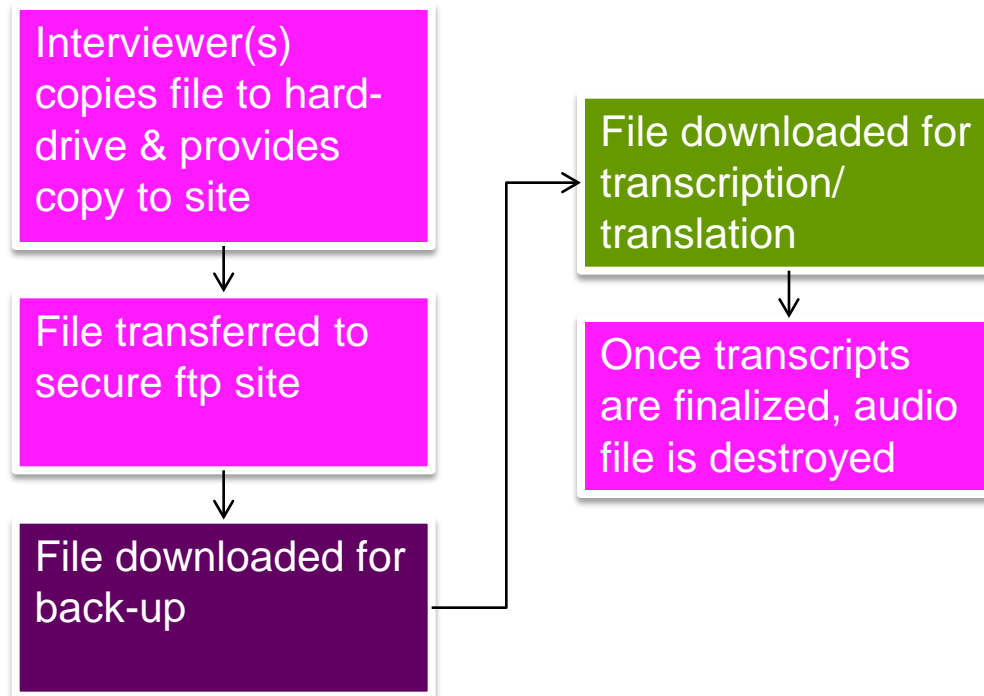 Interviewer(s)
copies file to hard-
drive & provides
copy to site
File transferred to
secure ftp site
File downloaded for
back-up
File downloaded for
transcription/
translation
Once transcripts
are finalized, audio
file is destroyed